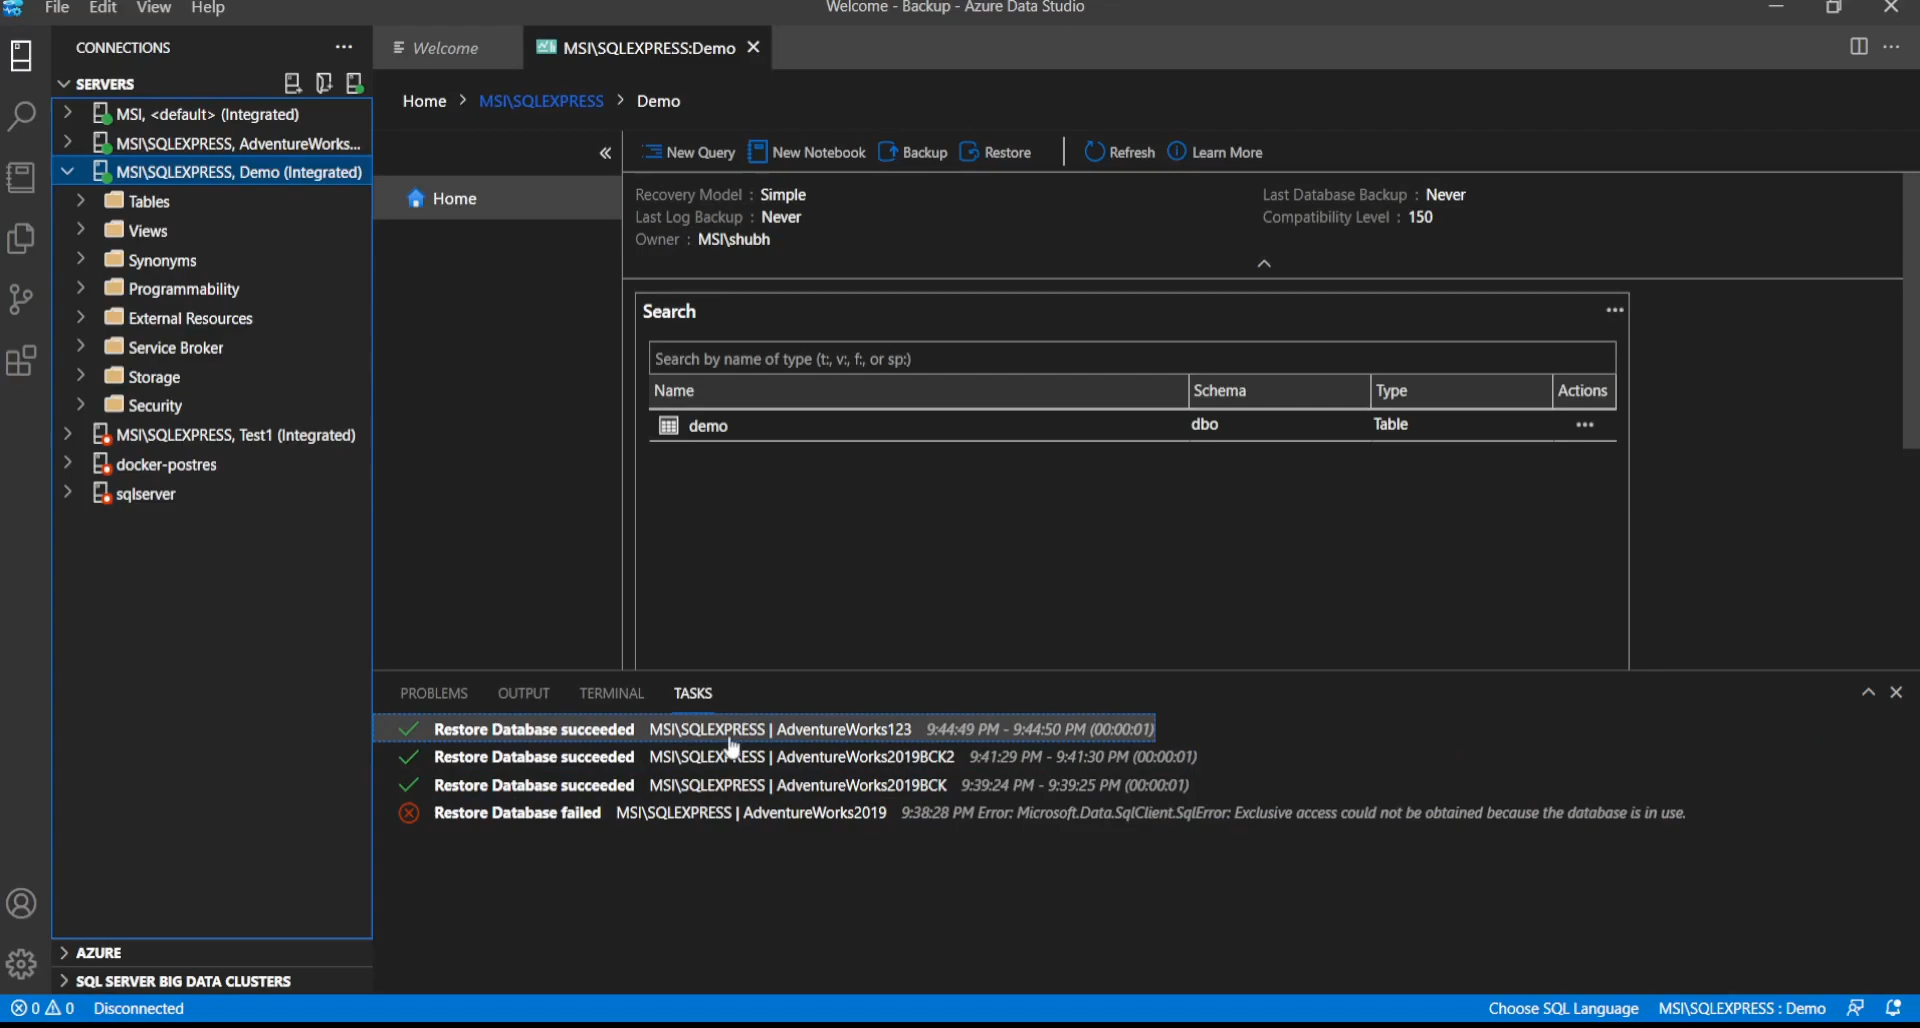 File Edit View Help
Welcome - Backup - Azure Data Studio
CONNECTIONS
SERVERS
MSI, <default> (Integrated)
MSI\SQLEXPRESS, AdventureWorks...
MSI\SQLEXPRESS, Demo (Integrated)
Tables
Views
Synonyms
Programmability
External Resources
Service Broker
Storage
Security
MSI\SQLEXPRESS, Test1 (Integrated)
docker-postres
sqlserver
AZURE
SQL SERVER BIG DATA CLUSTERS
Welcome
MSI\SQLEXPRESS:Demo
Home > MSI\SQLEXPRESS > Demo
Home
New Query New Notebook Backup Restore Refresh Learn More
Recovery Model : Simple
Last Log Backup : Never
Owner : MSI\shubh
Last Database Backup : Never
Compatibility Level : 150
Search
Search by name of type (t:, v:, f:, or sp:)
Name Schema Type Actions
demo dbo Table
PROBLEMS OUTPUT TERMINAL TASKS
Restore Database succeeded MSI\SQLEXPRESS | AdventureWorks123 9:44:49 PM - 9:44:50 PM (00:00:01)
Restore Database succeeded MSI\SQLEXPRESS | AdventureWorks2019BCK2 9:41:29 PM - 9:41:30 PM (00:00:01)
Restore Database succeeded MSI\SQLEXPRESS | AdventureWorks2019BCK 9:39:24 PM - 9:39:25 PM (00:00:01)
Restore Database failed MSI\SQLEXPRESS | AdventureWorks2019 9:38:28 PM Error: Microsoft.Data.SqlClient.SqlError: Exclusive access could not be obtained because the database is in use.
0 0 Disconnected
Choose SQL Language MSI\SQLEXPRESS : Demo